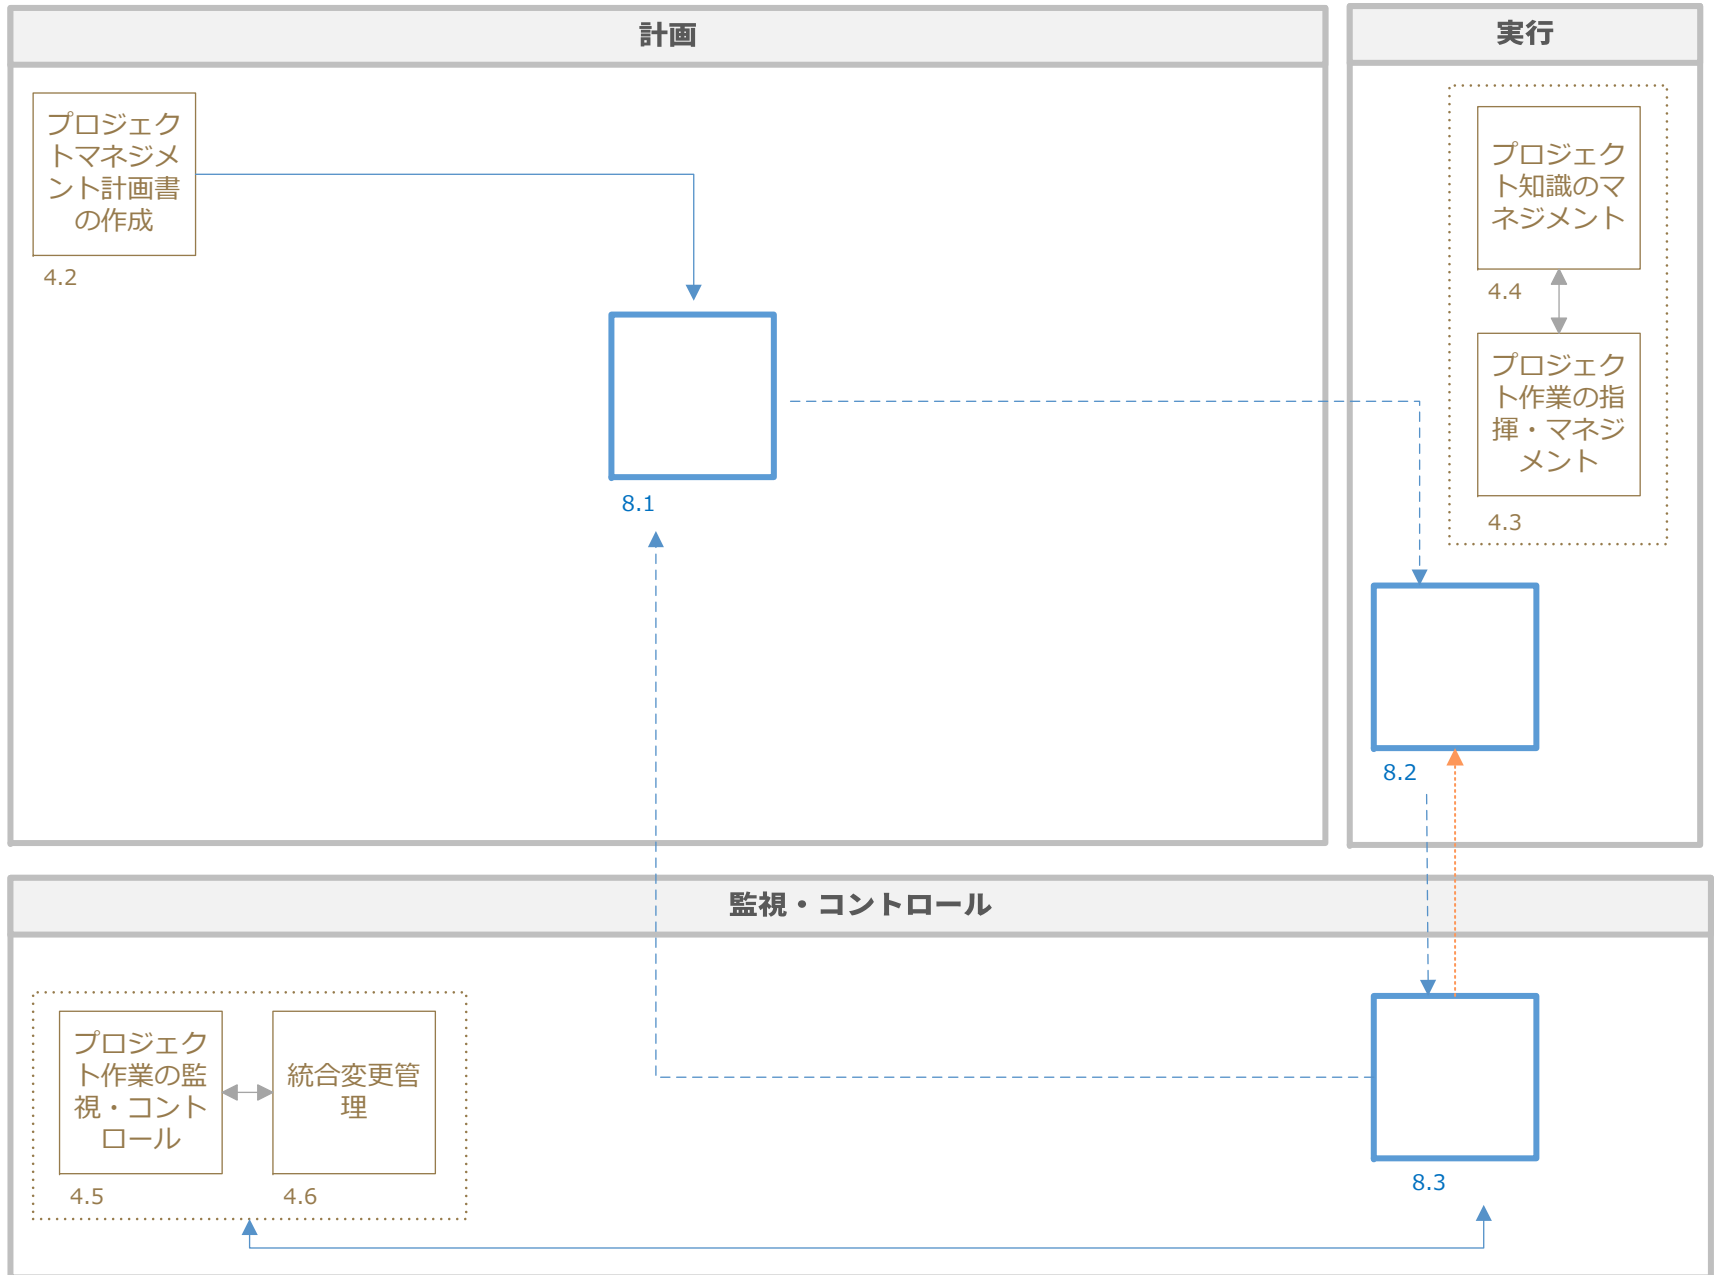 計画
実行
プロジェク
トマネジメ
ント計画書
の作成
4.2
プロジェク
ト知識のマ
ネジメント
4.4
プロジェク
ト作業の指
揮・マネジ
メント
4.3
8.1
8.2
監視・コントロール
プロジェク
ト作業の監
視・コント
ロール
4.5
統合変更管
理
4.6
8.3